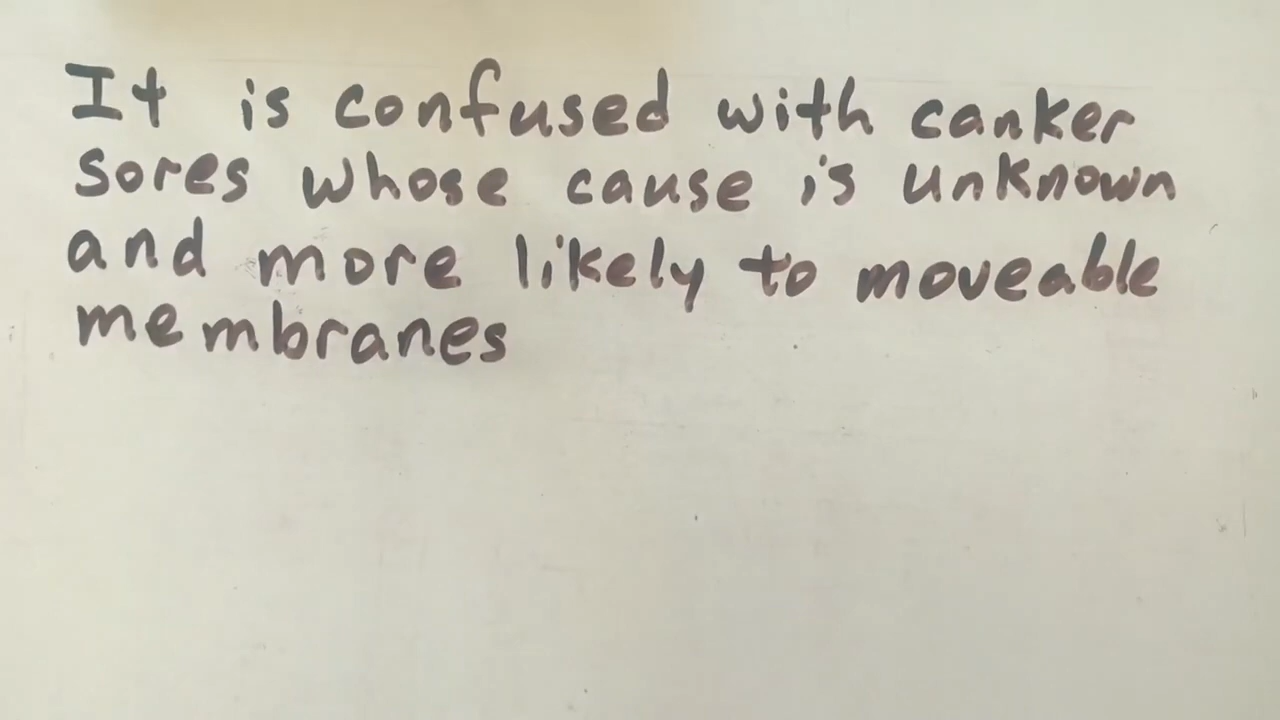 It is confused with canker
sores whose cause is unknown
and more likely to moveable
membranes